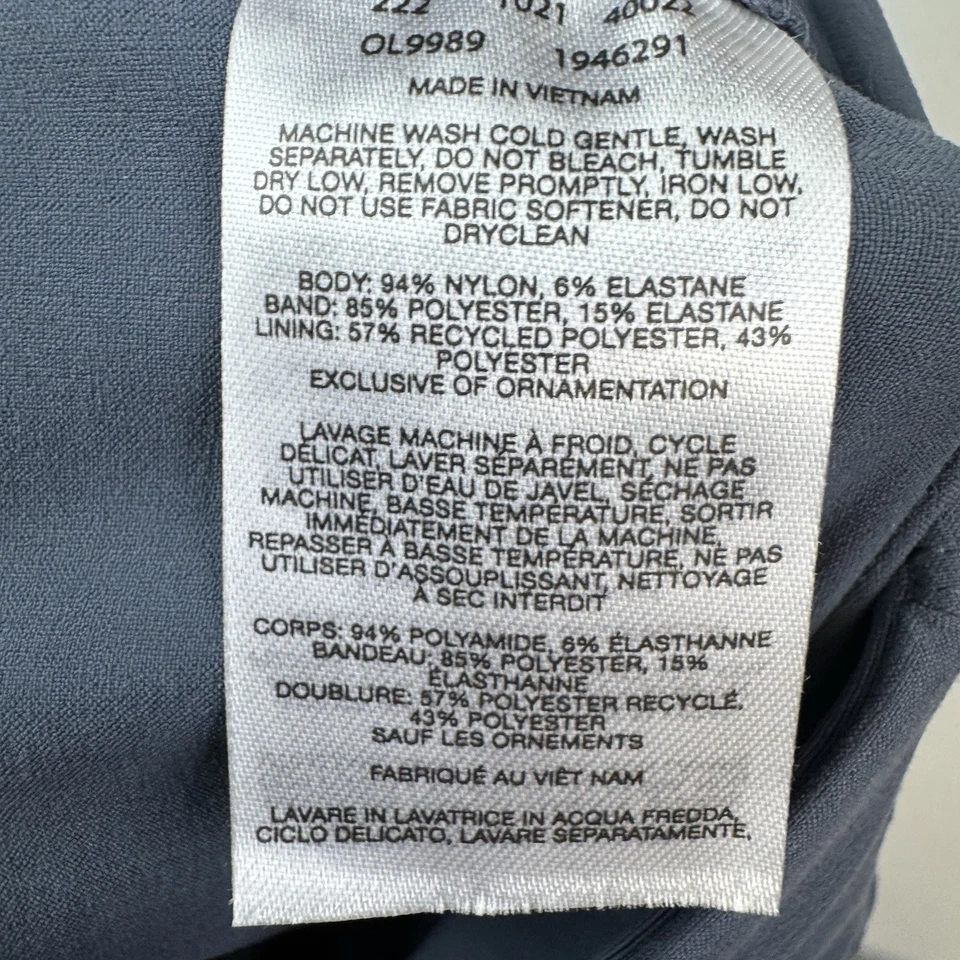 222 1021 40022
OL9989 1946291
MADE IN VIETNAM
MACHINE WASH COLD GENTLE, WASH
SEPARATELY, DO NOT BLEACH, TUMBLE
DRY LOW, REMOVE PROMPTLY, IRON LOW,
DO NOT USE FABRIC SOFTENER, DO NOT
DRYCLEAN
BODY: 94% NYLON, 6% ELASTANE
BAND: 85% POLYESTER, 15% ELASTANE
LINING: 57% RECYCLED POLYESTER, 43%
POLYESTER
EXCLUSIVE OF ORNAMENTATION
LAVAGE MACHINE À FROID, CYCLE
DÉLICAT, LAVER SÉPARÉMENT, NE PAS
UTILISER D'EAU DE JAVEL, SÉCHAGE
MACHINE, BASSE TEMPÉRATURE, SORTIR
IMMÉDIATEMENT DE LA MACHINE,
REPASSER À BASSE TEMPÉRATURE, NE PAS
UTILISER D'ASSOUPLISSANT, NETTOYAGE
À SEC INTERDIT
CORPS: 94% POLYAMIDE, 6% ÉLASTHANNE
BANDEAU: 85% POLYESTER, 15%
ÉLASTHANNE
DOUBLURE: 57% POLYESTER RECYCLÉ,
43% POLYESTER
SAUF LES ORNEMENTS
FABRIQUÉ AU VIÊT NAM
LAVARE IN LAVATRICE IN ACQUA FREDDA,
CICLO DELICATO, LAVARE SEPARATAMENTE,